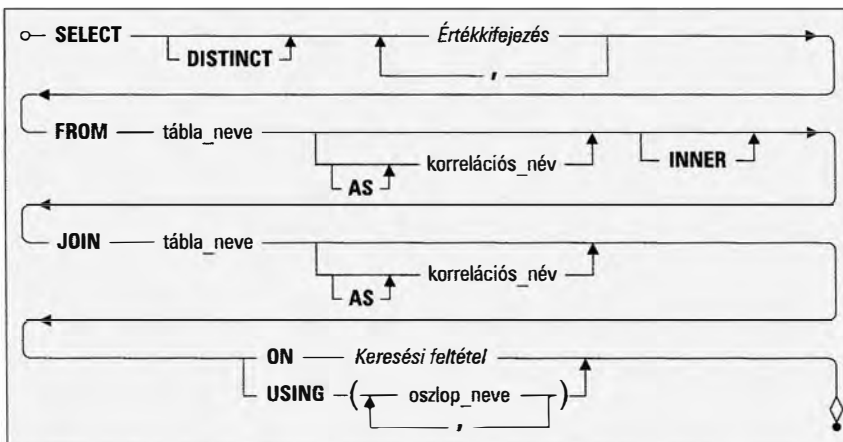 SELECT DISTINCT Értékkifejezés ,
FROM tábla_neve AS korrelációs_név INNER
JOIN tábla_neve AS korrelációs_név
ON Keresési feltétel
USING ( oszlop_neve , )